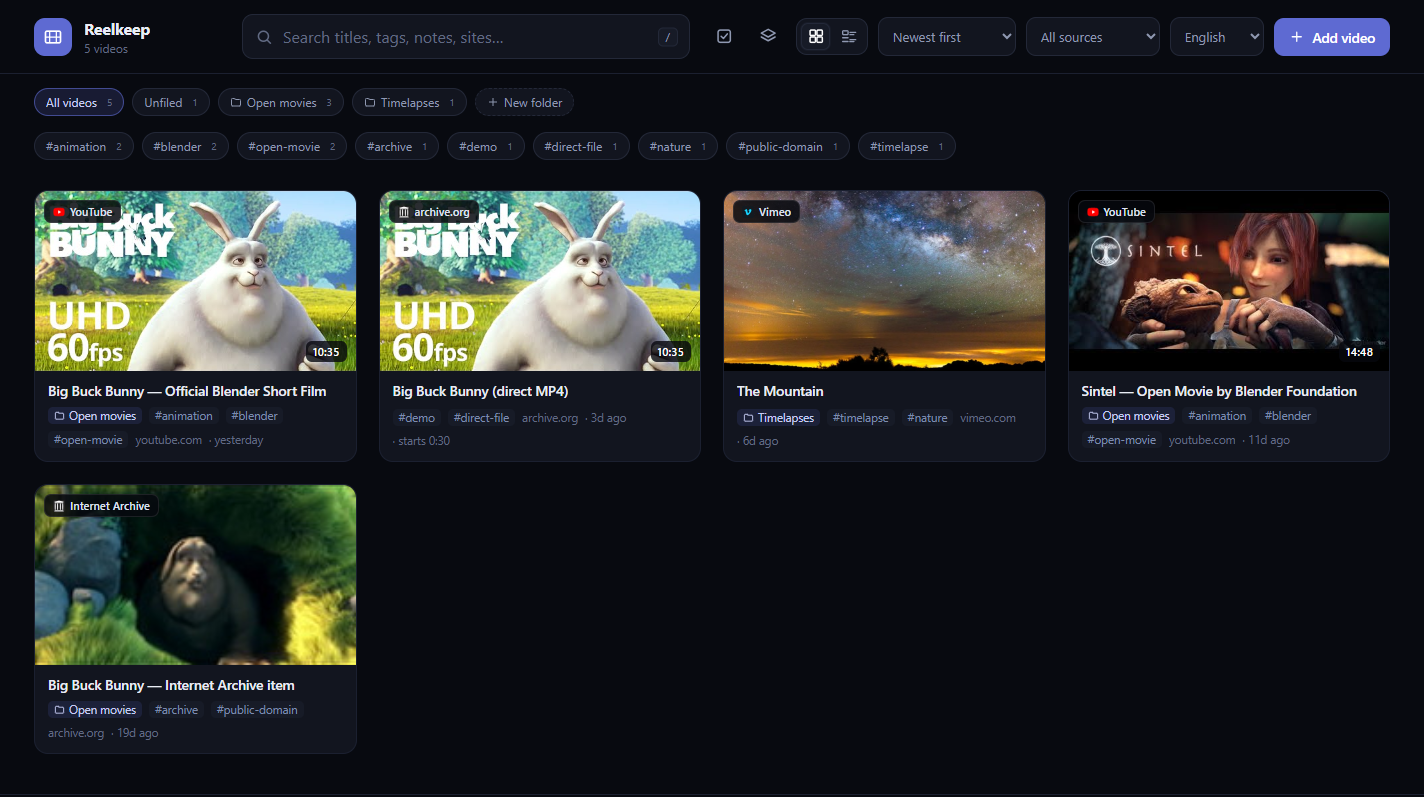 Reelkeep
5 videos
Search titles, tags, notes, sites...
/
Newest first
All sources
English
Add video
All videos 5
Unfiled 1
Open movies 3
Timelapses 1
New folder
#animation 2
#blender 2
#open-movie 2
#archive 1
#demo 1
#direct-file 1
#nature 1
#public-domain 1
#timelapse 1
YouTube
Big Buck
BUNNY
UHD
60fps
10:35
Big Buck Bunny — Official Blender Short Film
Open movies #animation #blender
#open-movie youtube.com · yesterday
archive.org
Big Buck
BUNNY
UHD
60fps
10:35
Big Buck Bunny (direct MP4)
#demo #direct-file archive.org · 3d ago
· starts 0:30
Vimeo
The Mountain
Timelapses #timelapse #nature vimeo.com
· 6d ago
YouTube
SINTEL
14:48
Sintel — Open Movie by Blender Foundation
Open movies #animation #blender
#open-movie youtube.com · 11d ago
Internet Archive
Big Buck Bunny — Internet Archive item
Open movies #archive #public-domain
archive.org · 19d ago